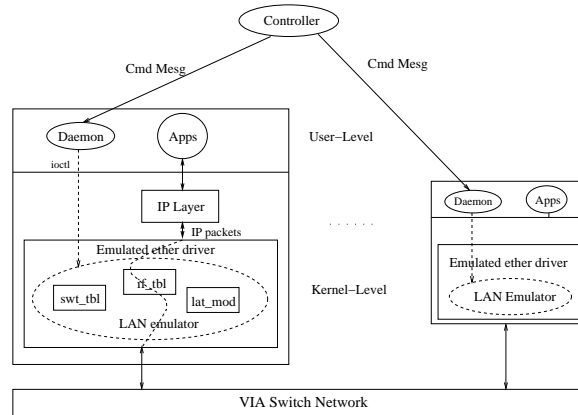 Controller
Cmd Mesg
Cmd Mesg
Daemon
Apps
User-Level
ioctl
IP Layer
Daemon
Apps
IP packets
Emulated ether driver
Emulated ether driver
if_tbl
swt_tbl
lat_mod
Kernel-Level
LAN Emulator
LAN emulator
VIA Switch Network